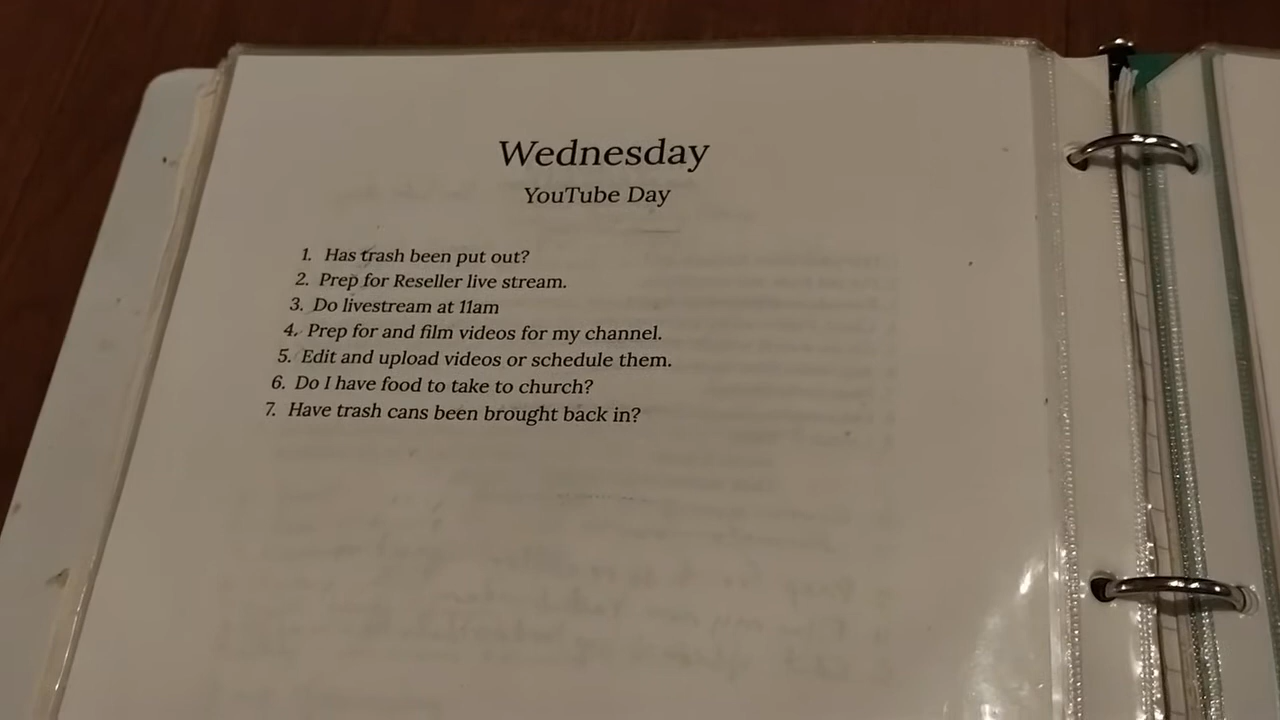 Wednesday
YouTube Day
1. Has trash been put out?
2. Prep for Reseller live stream.
3. Do livestream at 11am
4. Prep for and film videos for my channel.
5. Edit and upload videos or schedule them.
6. Do I have food to take to church?
7. Have trash cans been brought back in?